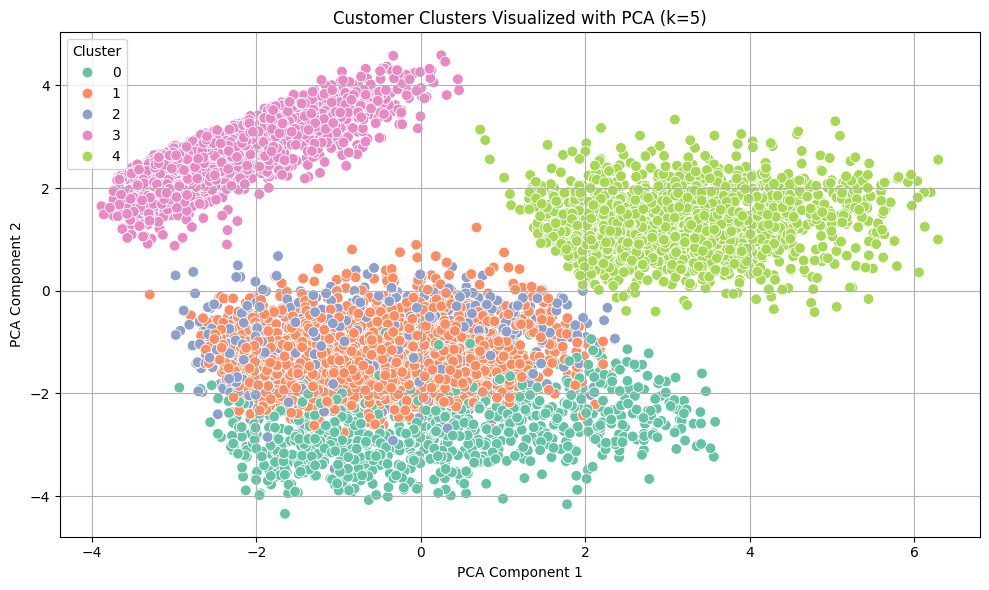 Customer Clusters Visualized with PCA (k=5)
Cluster
0
1
2
3
4
4
2
0
−2
−4
PCA Component 2
−4 −2 0 2 4 6
PCA Component 1